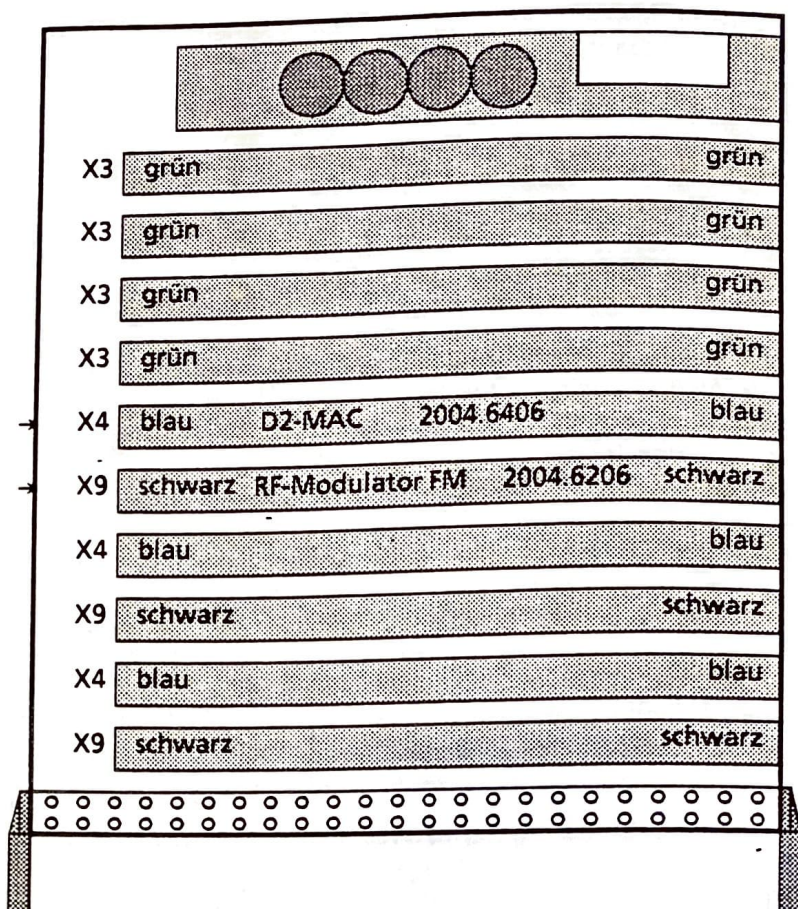 X3 grün grün
X3 grün grün
X3 grün grün
X3 grün grün
X4 blau D2-MAC 2004.6406 blau
X9 schwarz RF-Modulator FM 2004.6206 schwarz
X4 blau blau
X9 schwarz schwarz
X4 blau blau
X9 schwarz schwarz